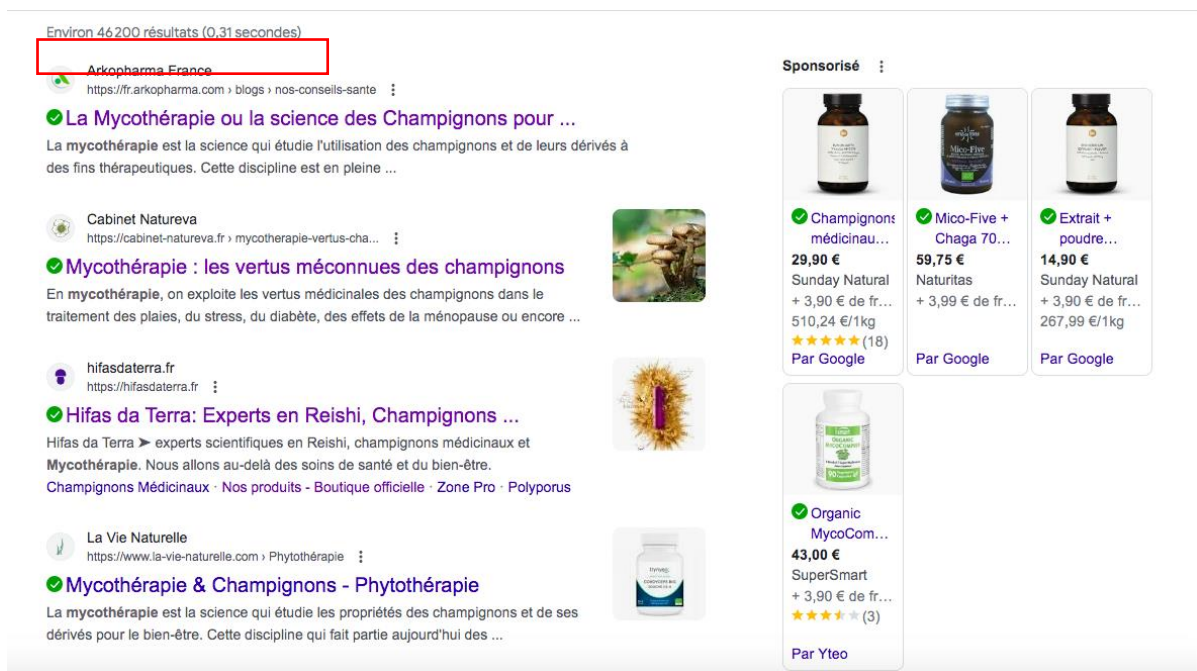 Environ 46 200 résultats (0,31 secondes)
Arkopharma France
https://fr.arkopharma.com › blogs › nos-conseils-sante
La Mycothérapie ou la science des Champignons pour ...
La mycothérapie est la science qui étudie l'utilisation des champignons et de leurs dérivés à
des fins thérapeutiques. Cette discipline est en pleine ...
Cabinet Natureva
https://cabinet-natureva.fr › mycotherapie-vertus-cha...
Mycothérapie : les vertus méconnues des champignons
En mycothérapie, on exploite les vertus médicinales des champignons dans le
traitement des plaies, du stress, du diabète, des effets de la ménopause ou encore ...
hifasdaterra.fr
https://hifasdaterra.fr
Hifas da Terra: Experts en Reishi, Champignons ...
Hifas da Terra ➤ experts scientifiques en Reishi, champignons médicinaux et
Mycothérapie. Nous allons au-delà des soins de santé et du bien-être.
Champignons Médicinaux · Nos produits - Boutique officielle · Zone Pro · Polyporus
La Vie Naturelle
https://www.la-vie-naturelle.com › Phytothérapie
Mycothérapie & Champignons - Phytothérapie
La mycothérapie est la science qui étudie les propriétés des champignons et de ses
dérivés pour le bien-être. Cette discipline qui fait partie aujourd'hui des ...
Sponsorisé
Champignons
médicinau...
29,90 €
Sunday Natural
+ 3,90 € de fr...
510,24 €/1kg
(18)
Par Google
Mico-Five
Mico-Five +
Chaga 70...
59,75 €
Naturitas
+ 3,99 € de fr...
Par Google
Extrait +
poudre...
14,90 €
Sunday Natural
+ 3,90 € de fr...
267,99 €/1kg
Par Google
ORGANIC
MYCOCOMPLEX
90
Organic
MycoCom...
43,00 €
SuperSmart
+ 3,90 € de fr...
(3)
Par Yteo